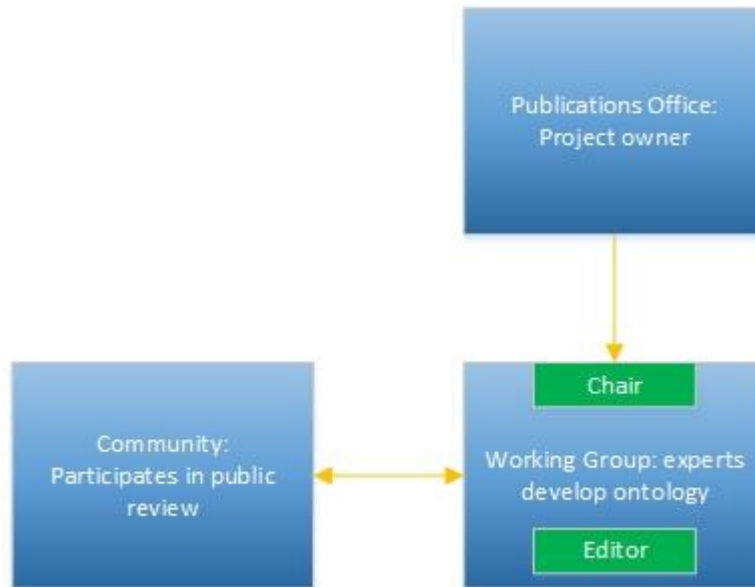 Publications Office:
Project owner
Chair
Community:
Participates in public
review
Working Group: experts
develop ontology
Editor